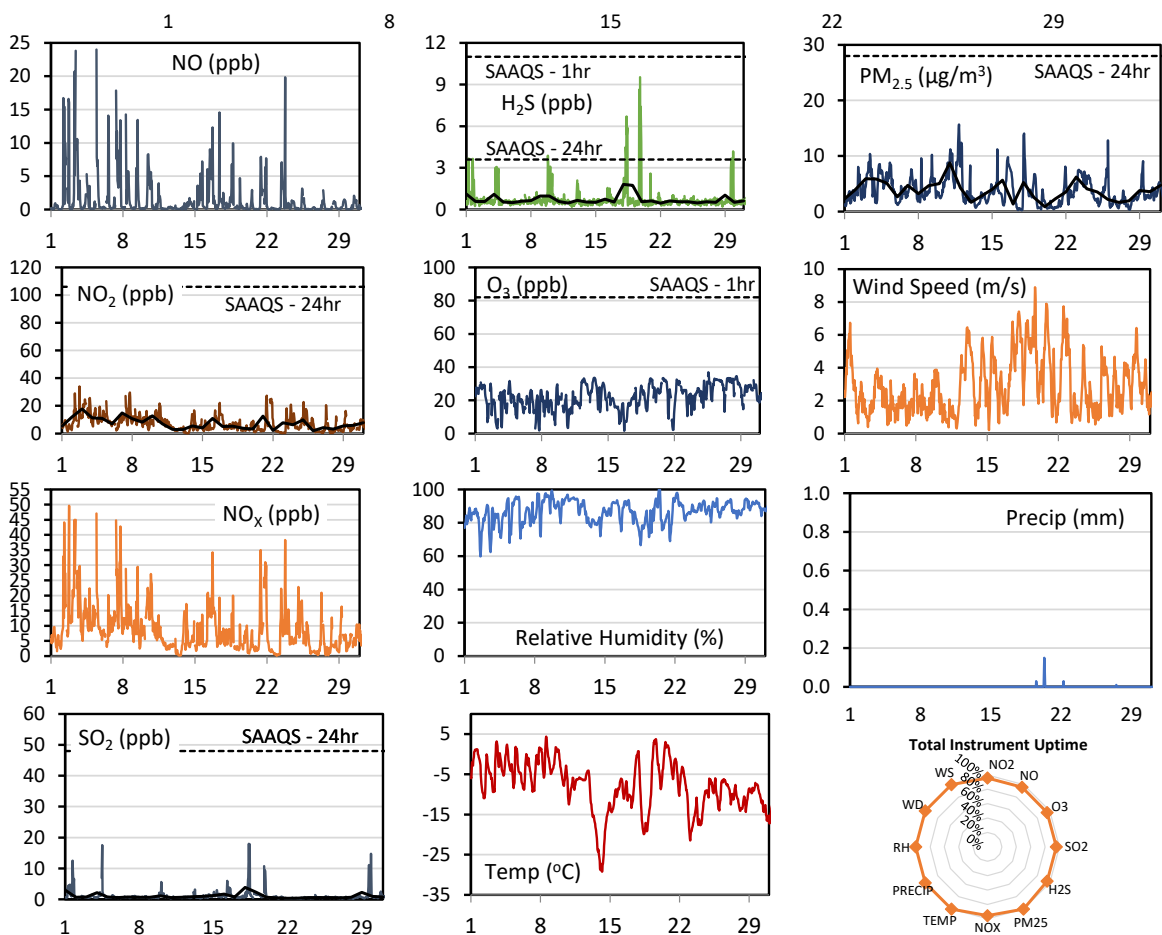 1 8 15 22 29
25
20
15
10
5
0
NO (ppb)
1 8 15 22 29
12
9
6
3
0
SAAQS - 1hr
H₂S (ppb)
SAAQS - 24hr
1 8 15 22 29
30
20
10
0
SAAQS - 24hr
PM₂.₅ (µg/m³)
1 8 15 22 29
120
100
80
60
40
20
0
NO₂ (ppb)
SAAQS - 24hr
1 15 29
100
80
60
40
20
0
O₃ (ppb)
SAAQS - 1hr
1 8 15 22 29
10
8
6
4
2
0
Wind Speed (m/s)
1 8 15 22 29
55
50
45
40
35
30
25
20
15
10
5
0
NOX (ppb)
1 8 15 22 29
100
80
60
40
20
0
Relative Humidity (%)
1 8 15 22 29
1.0
0.8
0.6
0.4
0.2
0.0
Precip (mm)
1 8 15 22 29
60
50
40
30
20
10
0
SO₂ (ppb)
SAAQS - 24hr
1 8 15 22 29
5
-5
-15
-25
-35
Temp (ᵒC)
1 8 15 22 29
Total Instrument Uptime
100%
80%
60%
40%
20%
0%
NO2
NO
O3
SO2
H2S
PM25
NOX
TEMP
PRECIP
RH
WD
WS